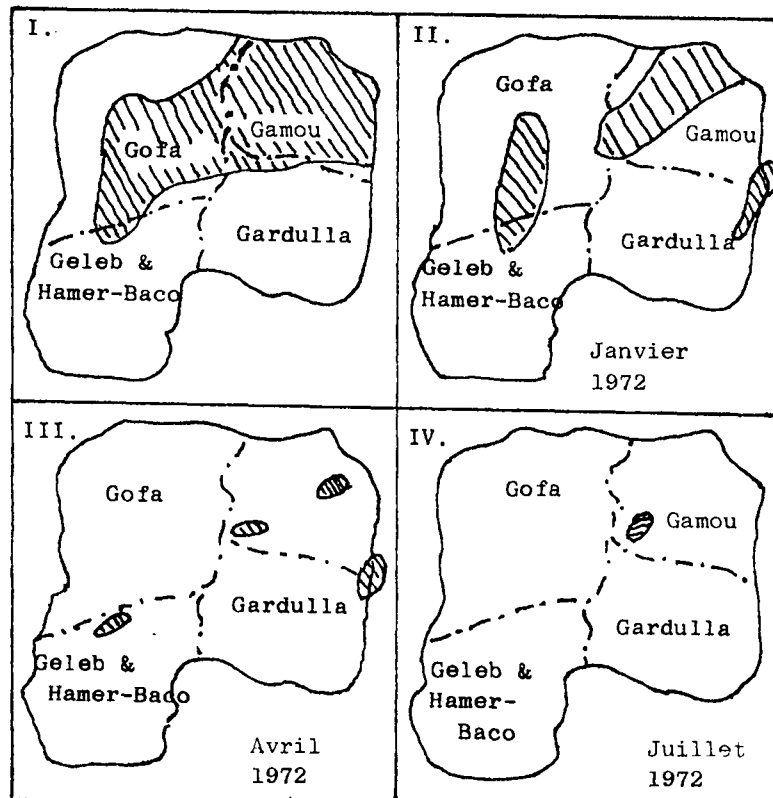 I.
Gofa
Gamou
Gardulla
Geleb &
Hamer-Baco
II.
Gofa
Gamou
Gardulla
Geleb &
Hamer-Baco
Janvier
1972
III.
Gofa
Gardulla
Geleb &
Hamer-Baco
Avril
1972
IV.
Gofa
Gamou
Gardulla
Geleb &
Hamer-
Baco
Juillet
1972